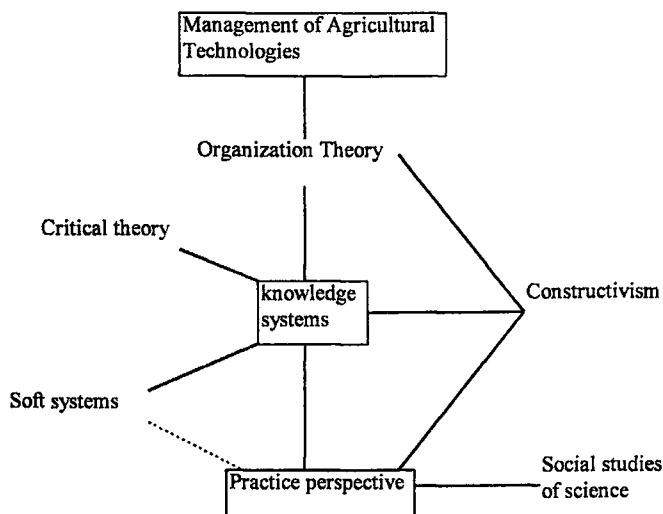 Management of Agricultural
Technologies
Organization Theory
Critical theory
knowledge
systems
Constructivism
Soft systems
Practice perspective
Social studies
of science